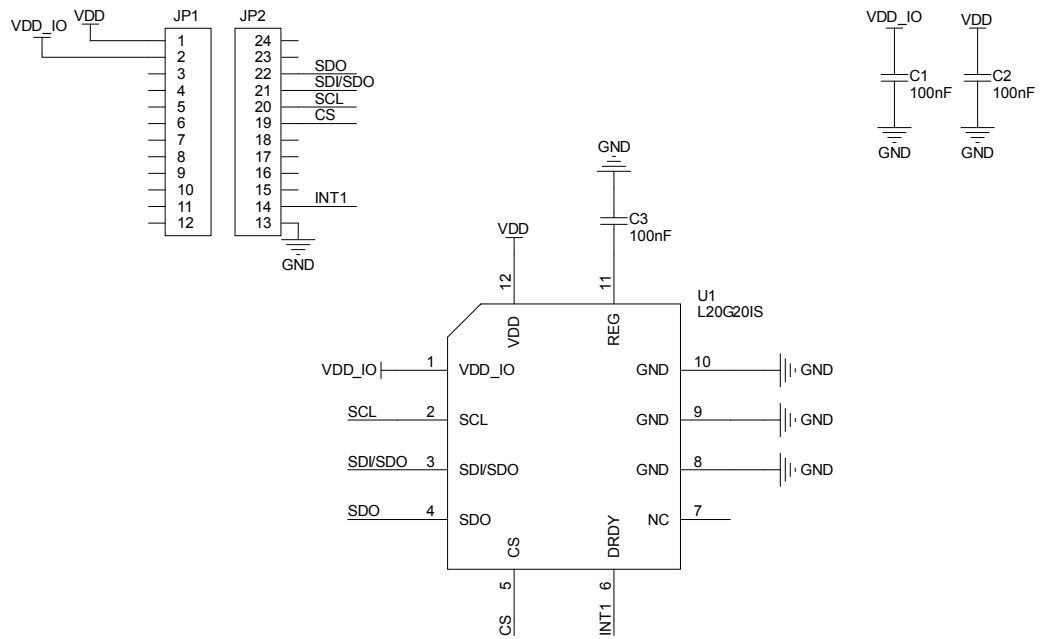 VDD_IO VDD JP1 JP2
1
2
3
4
5
6
7
8
9
10
11
12
24
23
22 SDO
21 SDI/SDO
20 SCL
19 CS
18
17
16
15
14 INT1
13
GND
VDD_IO VDD
C1
100nF
C2
100nF
GND GND
GND
C3
100nF
VDD
12
11
U1
L20G20IS
VDD
REG
VDD_IO 1 VDD_IO
SCL 2 SCL
SDI/SDO 3 SDI/SDO
SDO 4 SDO
GND 10 GND
GND 9 GND
GND 8 GND
NC 7
CS
DRDY
5
6
CS
INT1